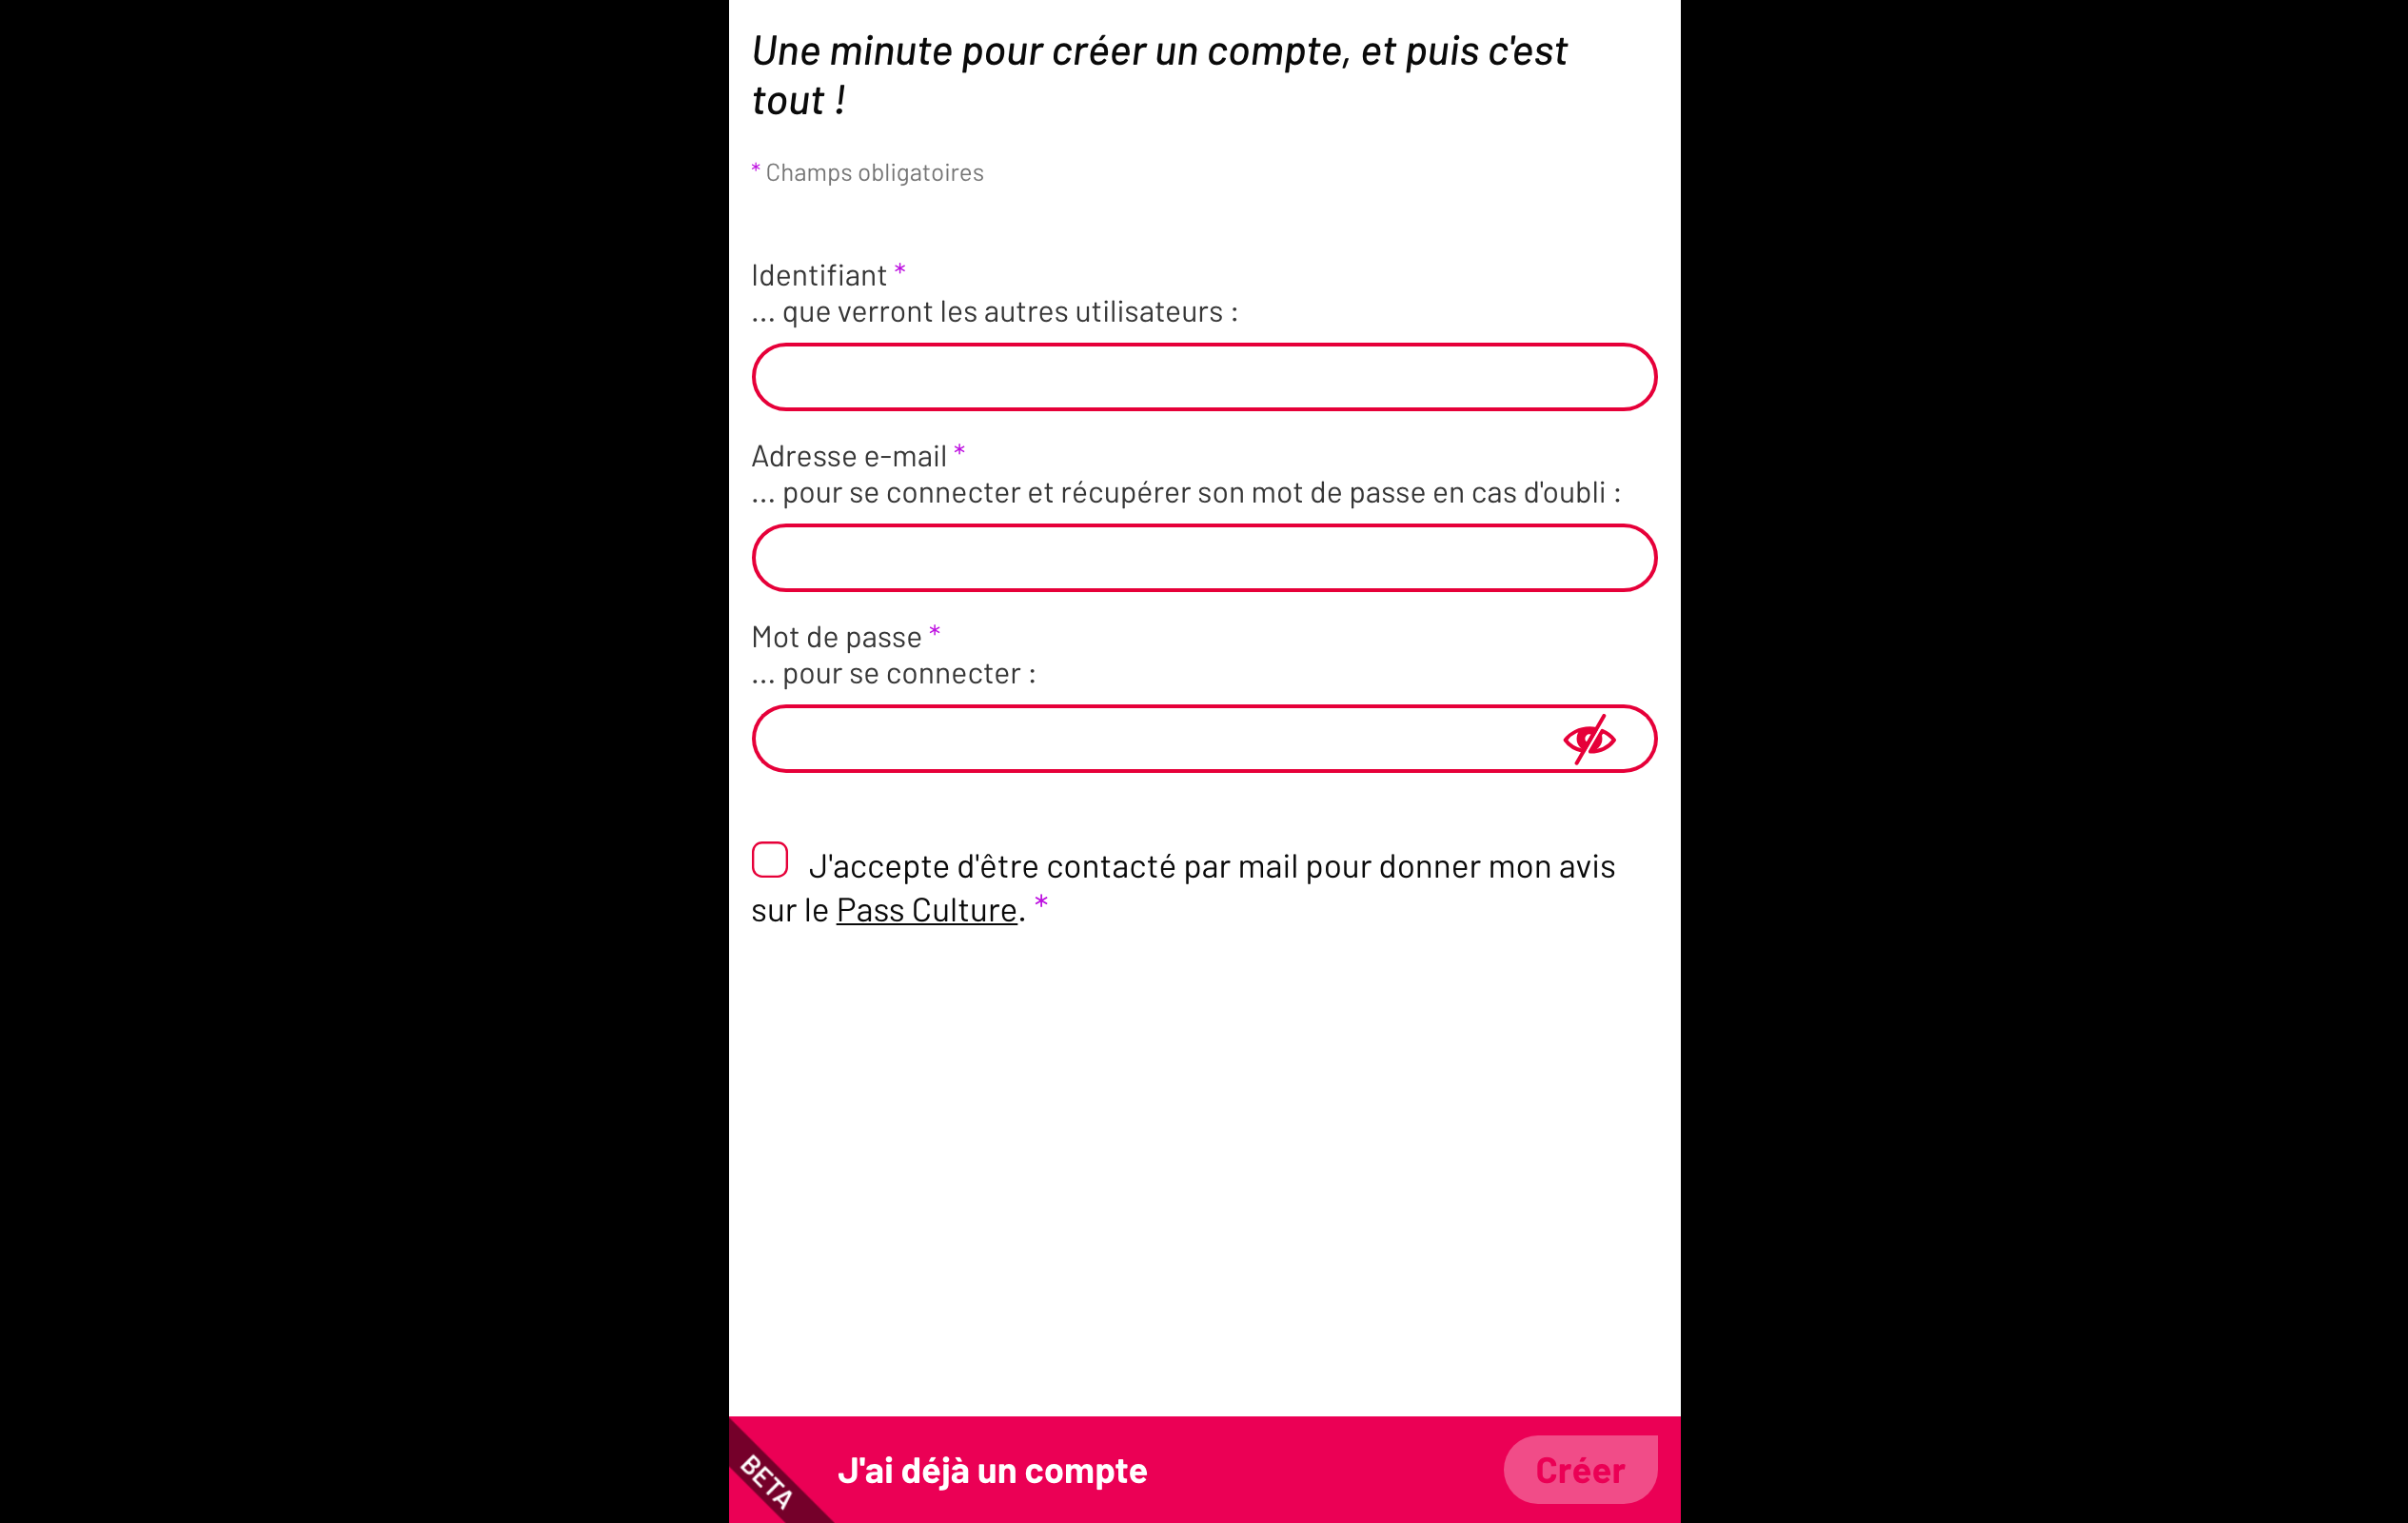 Une minute pour créer un compte, et puis c'est
tout !
* Champs obligatoires
Identifiant *
... que verront les autres utilisateurs :
Adresse e-mail *
... pour se connecter et récupérer son mot de passe en cas d'oubli :
Mot de passe *
... pour se connecter :
J'accepte d'être contacté par mail pour donner mon avis
sur le Pass Culture. *
BETA
J'ai déjà un compte
Créer